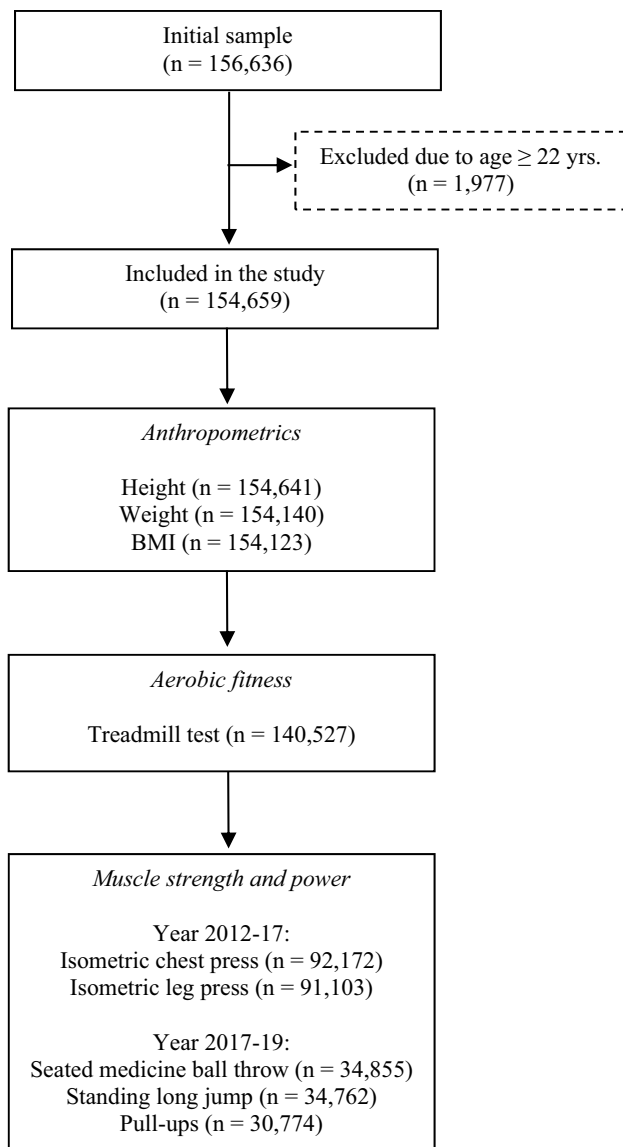 Initial sample
(n = 156,636)
Excluded due to age ≥ 22 yrs.
(n = 1,977)
Included in the study
(n = 154,659)
Anthropometrics
Height (n = 154,641)
Weight (n = 154,140)
BMI (n = 154,123)
Aerobic fitness
Treadmill test (n = 140,527)
Muscle strength and power
Year 2012-17:
Isometric chest press (n = 92,172)
Isometric leg press (n = 91,103)
Year 2017-19:
Seated medicine ball throw (n = 34,855)
Standing long jump (n = 34,762)
Pull-ups (n = 30,774)